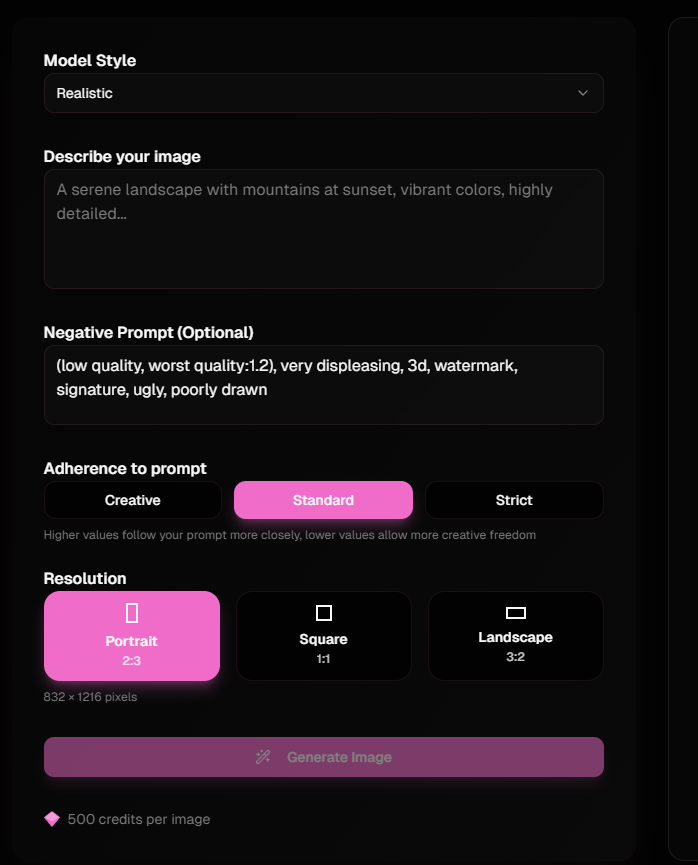 Model Style
Realistic
Describe your image
A serene landscape with mountains at sunset, vibrant colors, highly
detailed...
Negative Prompt (Optional)
(low quality, worst quality:1.2), very displeasing, 3d, watermark,
signature, ugly, poorly drawn
Adherence to prompt
Creative
Standard
Strict
Higher values follow your prompt more closely, lower values allow more creative freedom
Resolution
Portrait
2:3
Square
1:1
Landscape
3:2
832 × 1216 pixels
Generate Image
500 credits per image